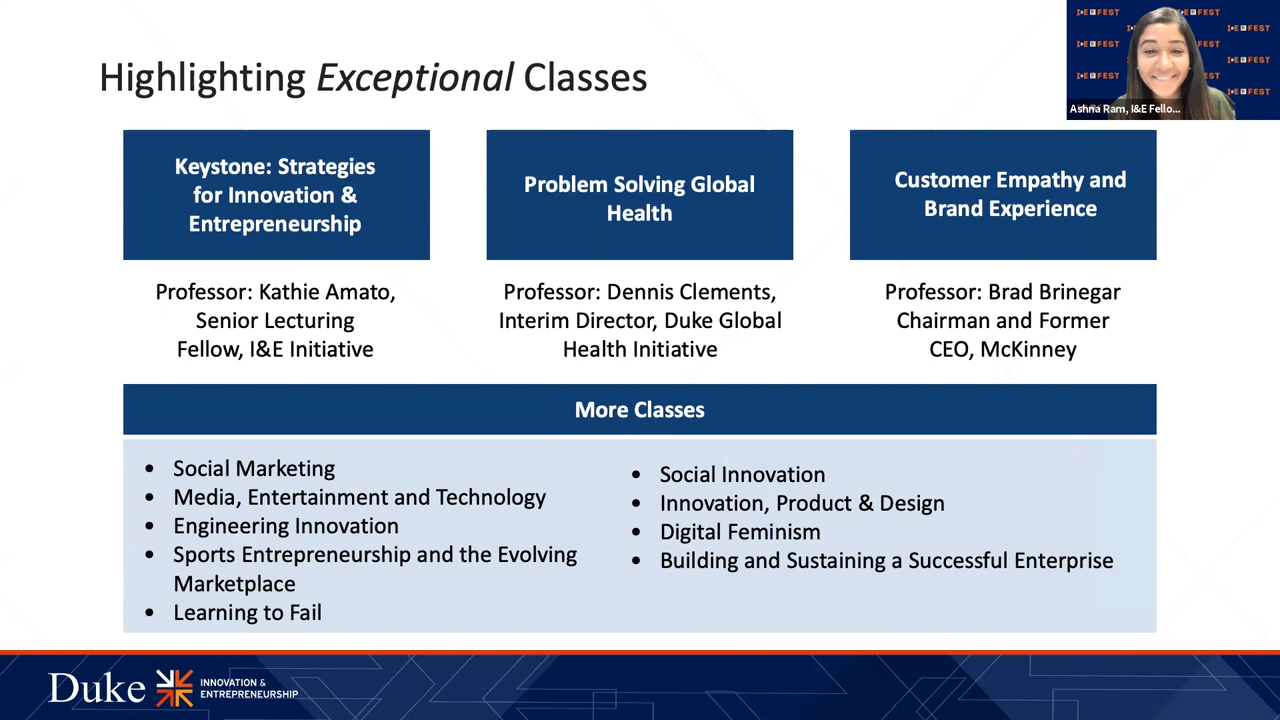 Highlighting Exceptional Classes
I&E FEST
Ashna Ram, I&E Fello...
Keystone: Strategies
for Innovation &
Entrepreneurship
Problem Solving Global
Health
Customer Empathy and
Brand Experience
Professor: Kathie Amato,
Senior Lecturing
Fellow, I&E Initiative
Professor: Dennis Clements,
Interim Director, Duke Global
Health Initiative
Professor: Brad Brinegar
Chairman and Former
CEO, McKinney
More Classes
• Social Marketing
• Media, Entertainment and Technology
• Engineering Innovation
• Sports Entrepreneurship and the Evolving
Marketplace
• Learning to Fail
• Social Innovation
• Innovation, Product & Design
• Digital Feminism
• Building and Sustaining a Successful Enterprise
Duke
INNOVATION &
ENTREPRENEURSHIP